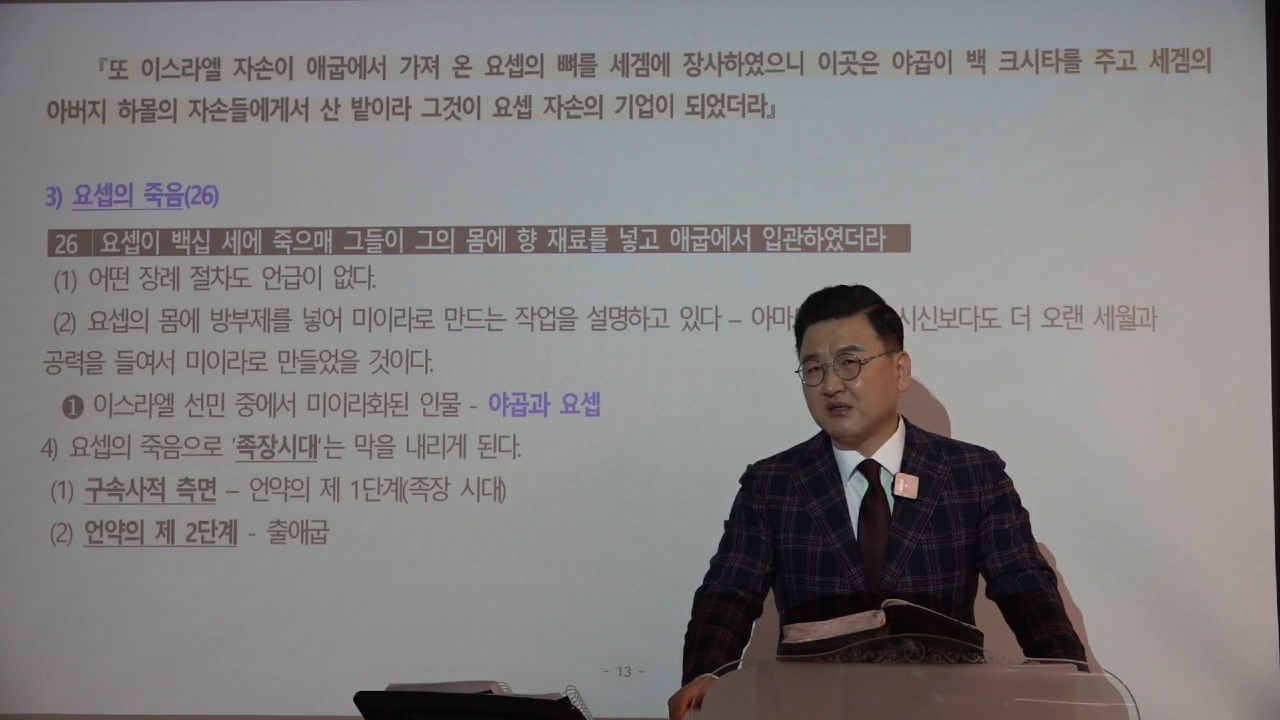 『또 이스라엘 자손이 애굽에서 가져 온 요셉의 뼈를 세겜에 장사하였으니 이곳은 야곱이 백 크시타를 주고 세겜의
아버지 하몰의 자손들에게서 산 밭이라 그것이 요셉 자손의 기업이 되었더라』
3) 요셉의 죽음(26)
26 요셉이 백십 세에 죽으매 그들이 그의 몸에 향 재료를 넣고 애굽에서 입관하였더라
(1) 어떤 장례 절차도 언급이 없다.
(2) 요셉의 몸에 방부제를 넣어 미이라로 만드는 작업을 설명하고 있다 – 시신보다도 더 오랜 세월과
공력을 들여서 미이라로 만들었을 것이다.
❶ 이스라엘 선민 중에서 미이라화된 인물 - 야곱과 요셉
4) 요셉의 죽음으로 '족장시대'는 막을 내리게 된다.
(1) 구속사적 측면 – 언약의 제 1단계(족장 시대)
(2) 언약의 제 2단계 - 출애굽
- 13 -